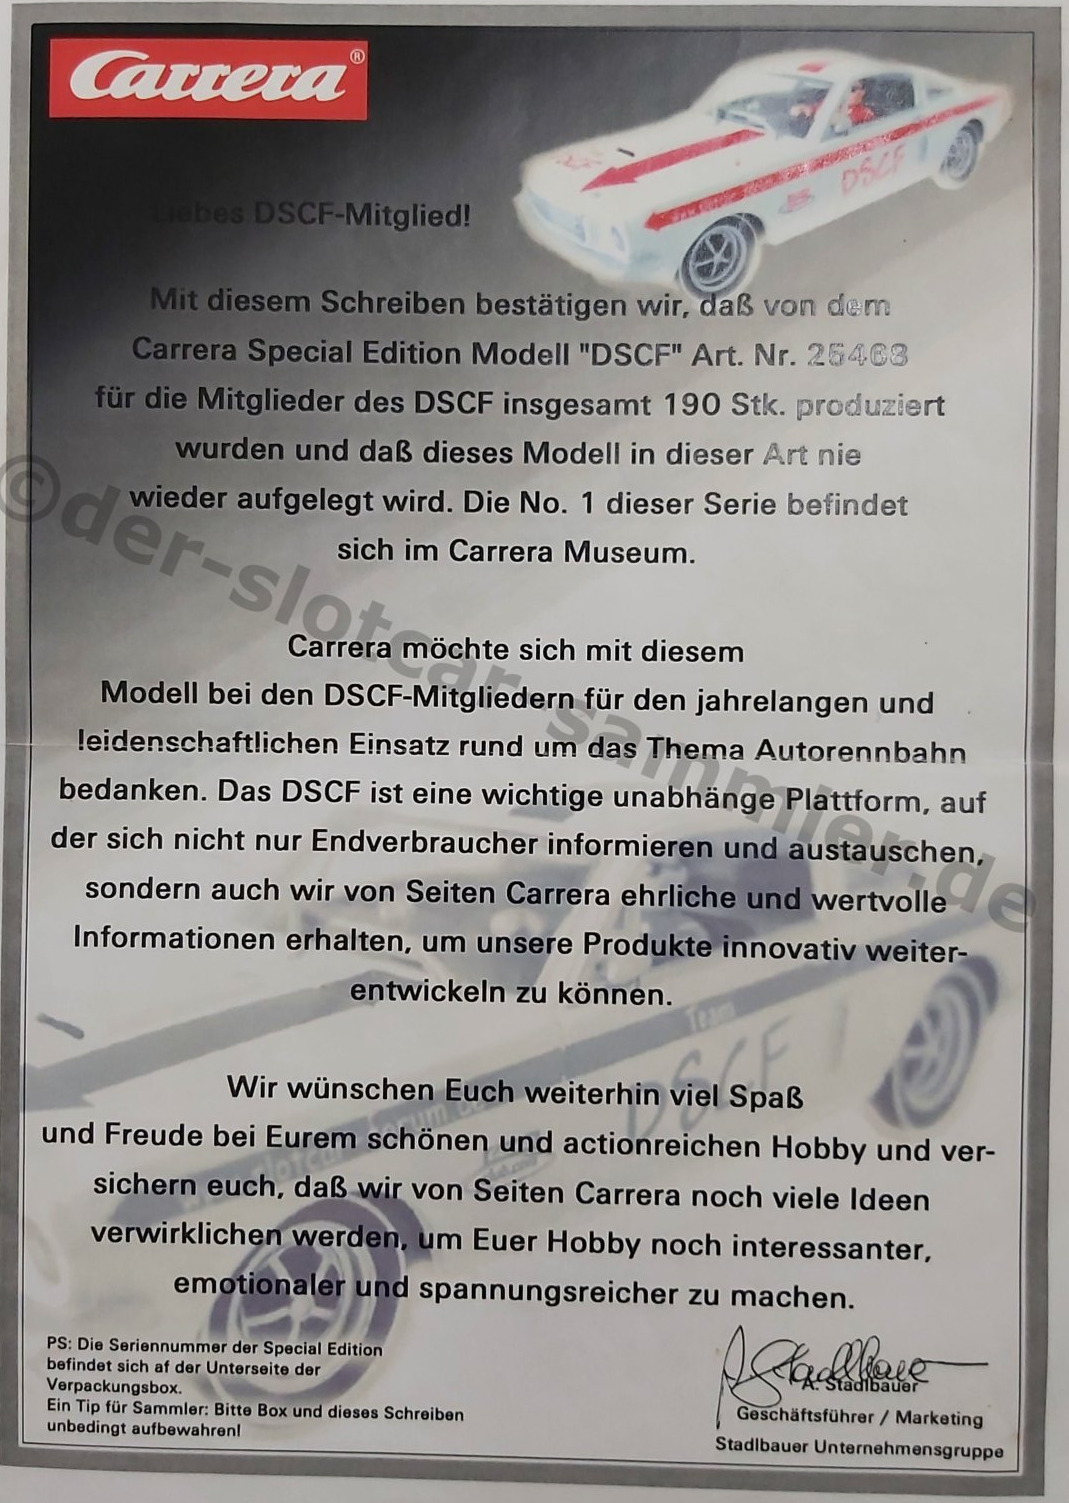 Carrera®
DSCF
DSCF
Liebes DSCF-Mitglied!
Mit diesem Schreiben bestätigen wir, daß von dem
Carrera Special Edition Modell "DSCF" Art. Nr. 25468
für die Mitglieder des DSCF insgesamt 190 Stk. produziert
wurden und daß dieses Modell in dieser Art nie
wieder aufgelegt wird. Die No. 1 dieser Serie befindet
sich im Carrera Museum.
©der-slotcar-sammler.de
Carrera möchte sich mit diesem
Modell bei den DSCF-Mitgliedern für den jahrelangen und
leidenschaftlichen Einsatz rund um das Thema Autorennbahn
bedanken. Das DSCF ist eine wichtige unabhänge Plattform, auf
der sich nicht nur Endverbraucher informieren und austauschen,
sondern auch wir von Seiten Carrera ehrliche und wertvolle
Informationen erhalten, um unsere Produkte innovativ weiter-
entwickeln zu können.
Team
DSCF
Wir wünschen Euch weiterhin viel Spaß
und Freude bei Eurem schönen und actionreichen Hobby und ver-
sichern euch, daß wir von Seiten Carrera noch viele Ideen
verwirklichen werden, um Euer Hobby noch interessanter,
emotionaler und spannungsreicher zu machen.
PS: Die Seriennummer der Special Edition
befindet sich af der Unterseite der
Verpackungsbox.
Ein Tip für Sammler: Bitte Box und dieses Schreiben
unbedingt aufbewahren!
A. Stadlbauer
Geschäftsführer / Marketing
Stadlbauer Unternehmensgruppe